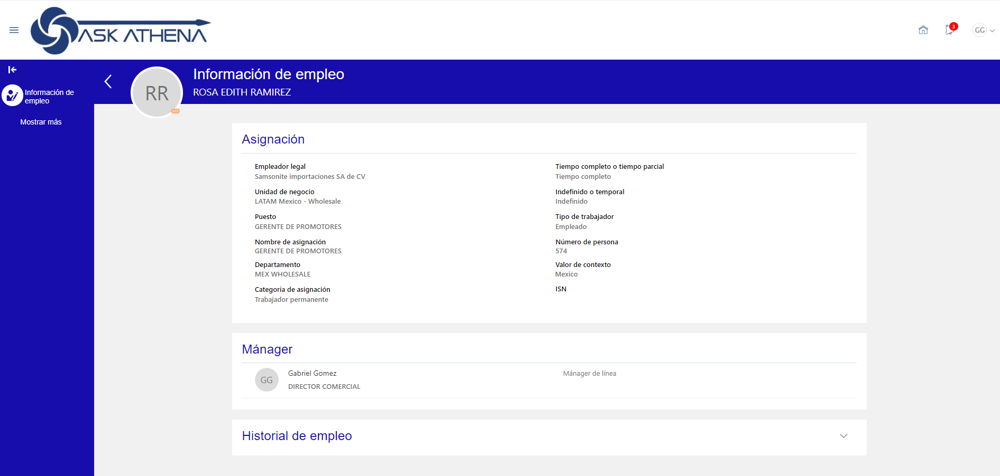 ASK ATHENA
3
GG
Información de
empleo
Mostrar más
RR
Información de empleo
ROSA EDITH RAMIREZ
Asignación
Empleador legal
Samsonite importaciones SA de CV
Unidad de negocio
LATAM Mexico - Wholesale
Puesto
GERENTE DE PROMOTORES
Nombre de asignación
GERENTE DE PROMOTORES
Departamento
MEX WHOLESALE
Categoría de asignación
Trabajador permanente
Tiempo completo o tiempo parcial
Tiempo completo
Indefinido o temporal
Indefinido
Tipo de trabajador
Empleado
Número de persona
574
Valor de contexto
Mexico
ISN
Mánager
GG
Gabriel Gomez
DIRECTOR COMERCIAL
Mánager de línea
Historial de empleo